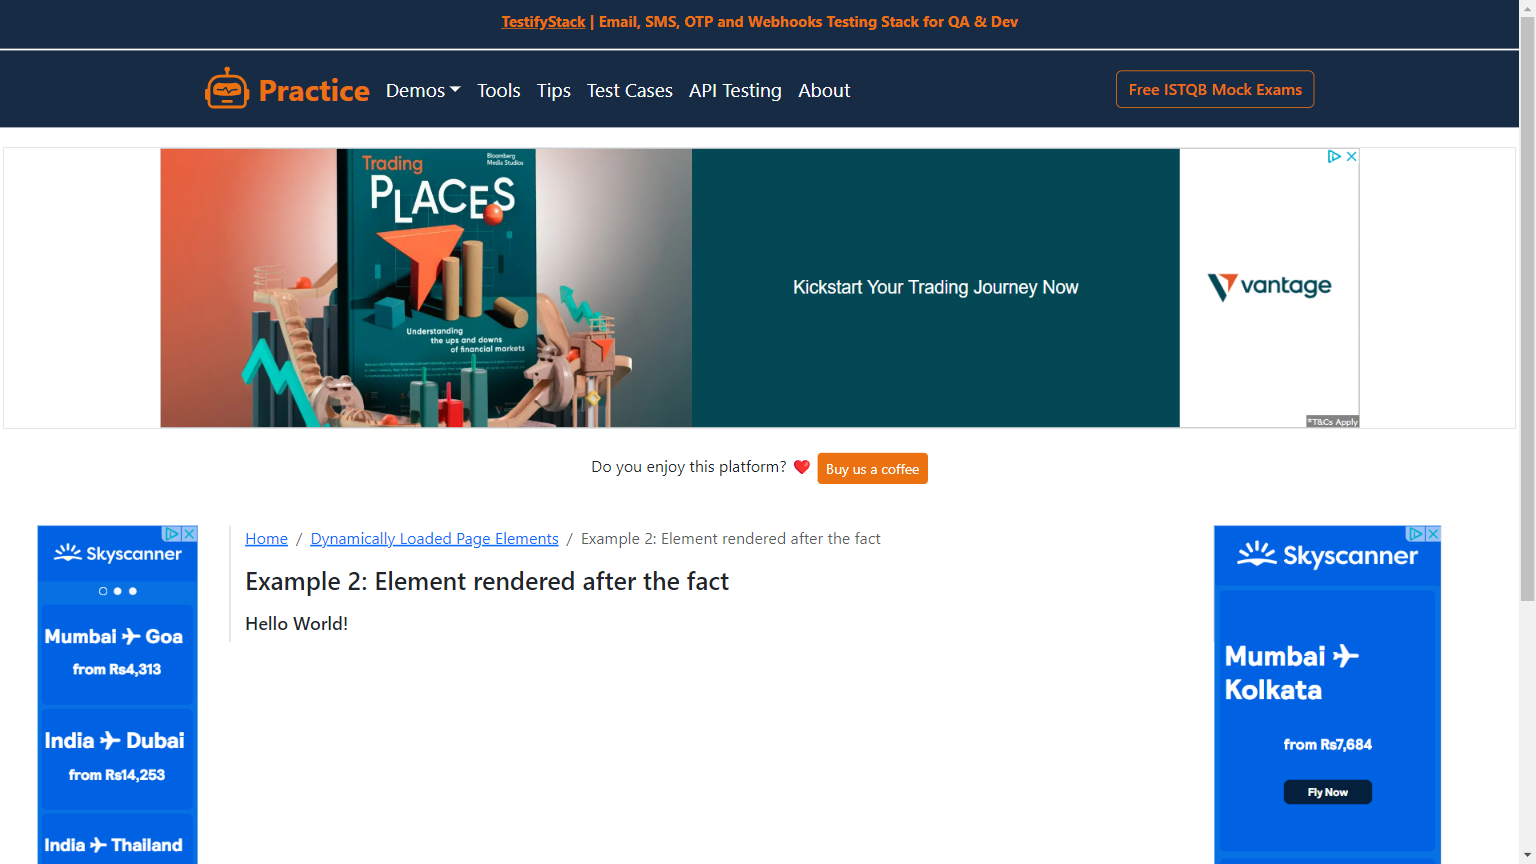 TestifyStack | Email, SMS, OTP and Webhooks Testing Stack for QA & Dev
Practice Demos Tools Tips Test Cases API Testing About Free ISTQB Mock Exams
Trading
PLACES
Bloomberg
Media Studios
Understanding
the ups and downs
of financial markets
Kickstart Your Trading Journey Now
vantage
*T&Cs Apply
Do you enjoy this platform? Buy us a coffee
Home / Dynamically Loaded Page Elements / Example 2: Element rendered after the fact
Example 2: Element rendered after the fact
Hello World!
Skyscanner
Mumbai Goa
from Rs4,313
India Dubai
from Rs14,253
India Thailand
Skyscanner
Mumbai
Kolkata
from Rs7,684
Fly Now